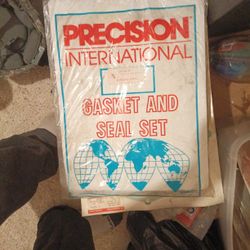 PRECISION
INTERNATIONAL
GASKET AND
SEAL SET